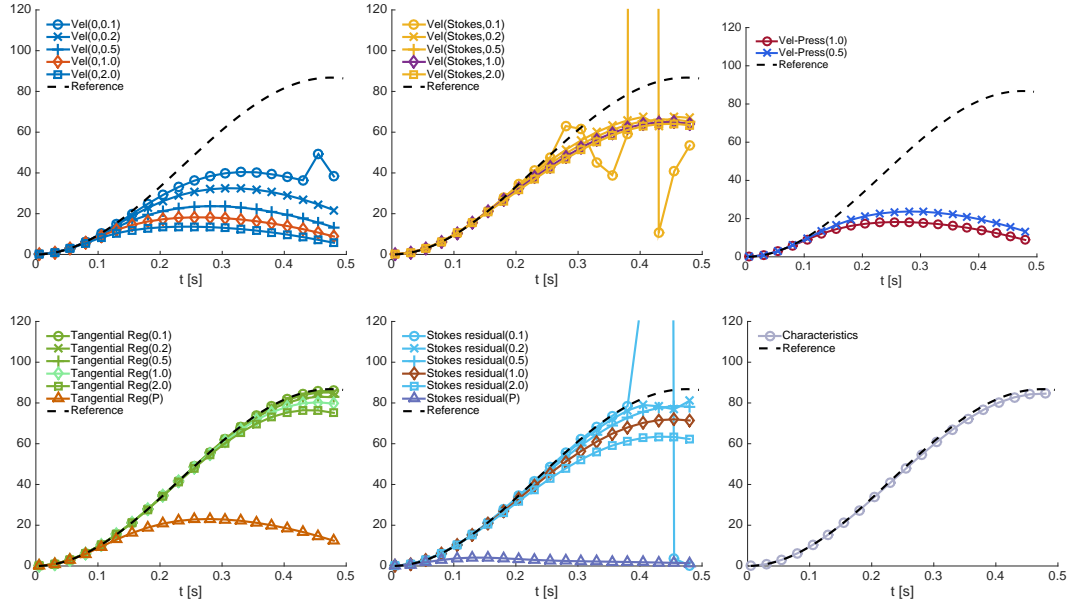 Vel(0,0.1)
Vel(0,0.2)
Vel(0,0.5)
Vel(0,1.0)
Vel(0,2.0)
Reference
120
100
80
60
40
20
0
0 0.1 0.2 0.3 0.4 0.5
t [s]
Vel(Stokes,0.1)
Vel(Stokes,0.2)
Vel(Stokes,0.5)
Vel(Stokes,1.0)
Vel(Stokes,2.0)
Reference
120
100
80
60
40
20
0
0 0.1 0.2 0.3 0.4 0.5
t [s]
Vel-Press(1.0)
Vel-Press(0.5)
Reference
120
100
80
60
40
20
0
0 0.1 0.2 0.3 0.4 0.5
t [s]
Tangential Reg(0.1)
Tangential Reg(0.2)
Tangential Reg(0.5)
Tangential Reg(1.0)
Tangential Reg(2.0)
Tangential Reg(P)
Reference
120
100
80
60
40
20
0
0 0.1 0.2 0.3 0.4 0.5
t [s]
Stokes residual(0.1)
Stokes residual(0.2)
Stokes residual(0.5)
Stokes residual(1.0)
Stokes residual(2.0)
Stokes residual(P)
Reference
120
100
80
60
40
20
0
0 0.1 0.2 0.3 0.4 0.5
t [s]
Characteristics
Reference
120
100
80
60
40
20
0
0 0.1 0.2 0.3 0.4 0.5
t [s]